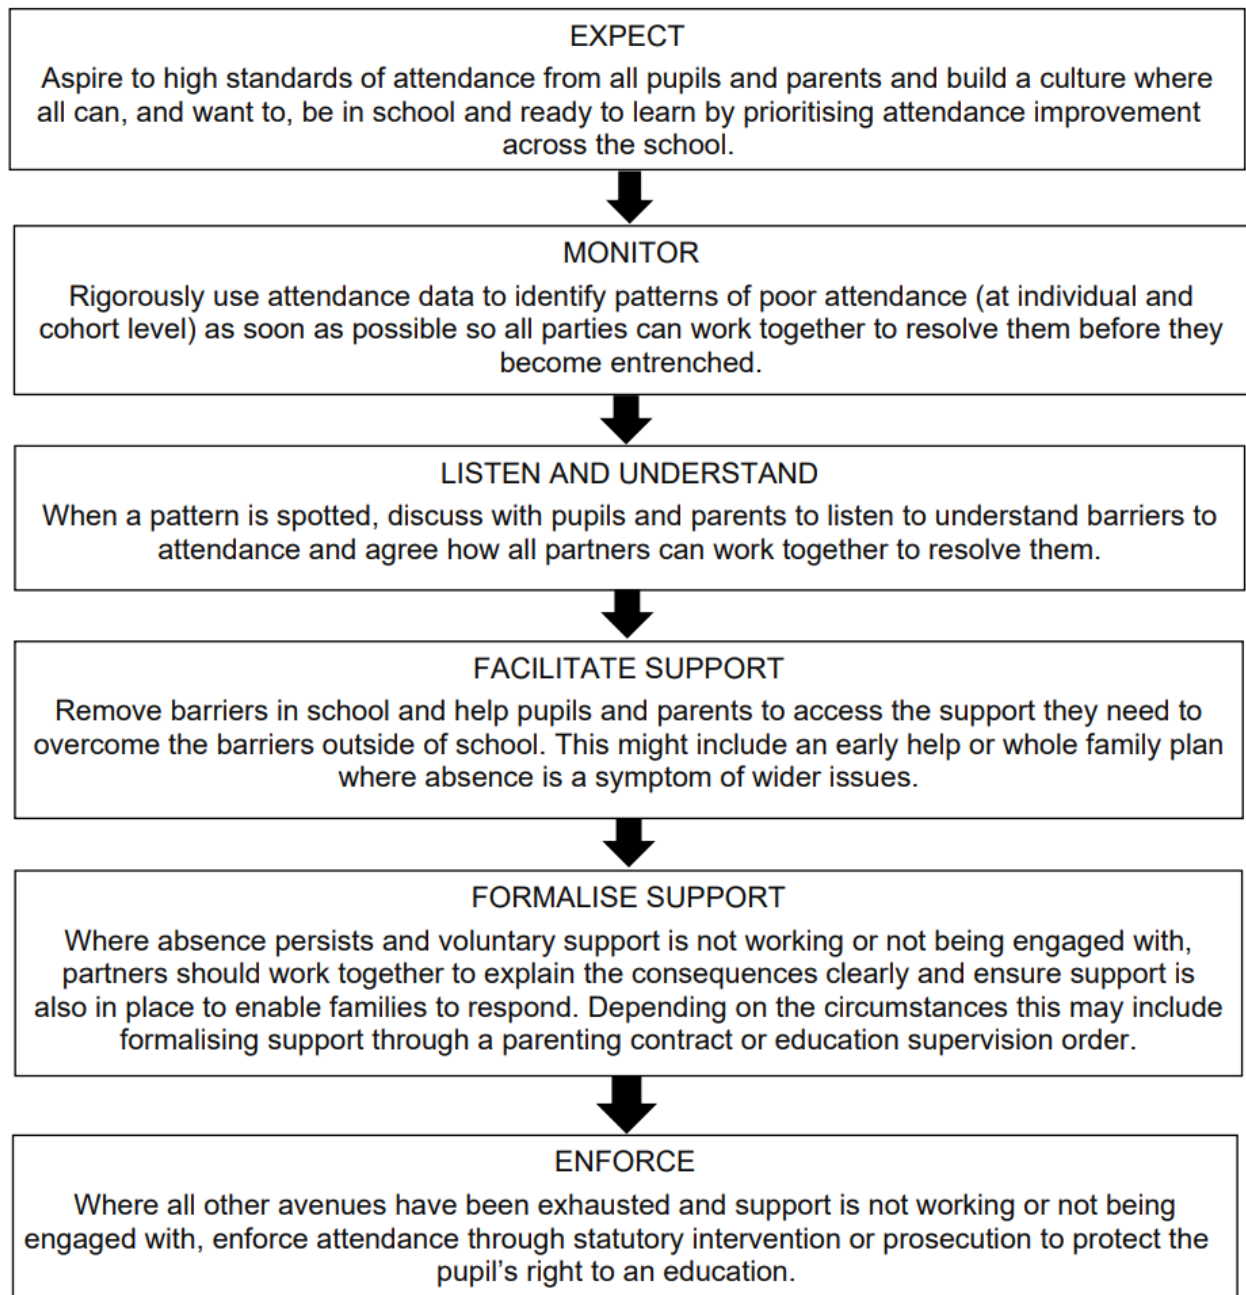 EXPECT
Aspire to high standards of attendance from all pupils and parents and build a culture where
all can, and want to, be in school and ready to learn by prioritising attendance improvement
across the school.
MONITOR
Rigorously use attendance data to identify patterns of poor attendance (at individual and
cohort level) as soon as possible so all parties can work together to resolve them before they
become entrenched.
LISTEN AND UNDERSTAND
When a pattern is spotted, discuss with pupils and parents to listen to understand barriers to
attendance and agree how all partners can work together to resolve them.
FACILITATE SUPPORT
Remove barriers in school and help pupils and parents to access the support they need to
overcome the barriers outside of school. This might include an early help or whole family plan
where absence is a symptom of wider issues.
FORMALISE SUPPORT
Where absence persists and voluntary support is not working or not being engaged with,
partners should work together to explain the consequences clearly and ensure support is
also in place to enable families to respond. Depending on the circumstances this may include
formalising support through a parenting contract or education supervision order.
ENFORCE
Where all other avenues have been exhausted and support is not working or not being
engaged with, enforce attendance through statutory intervention or prosecution to protect the
pupil’s right to an education.